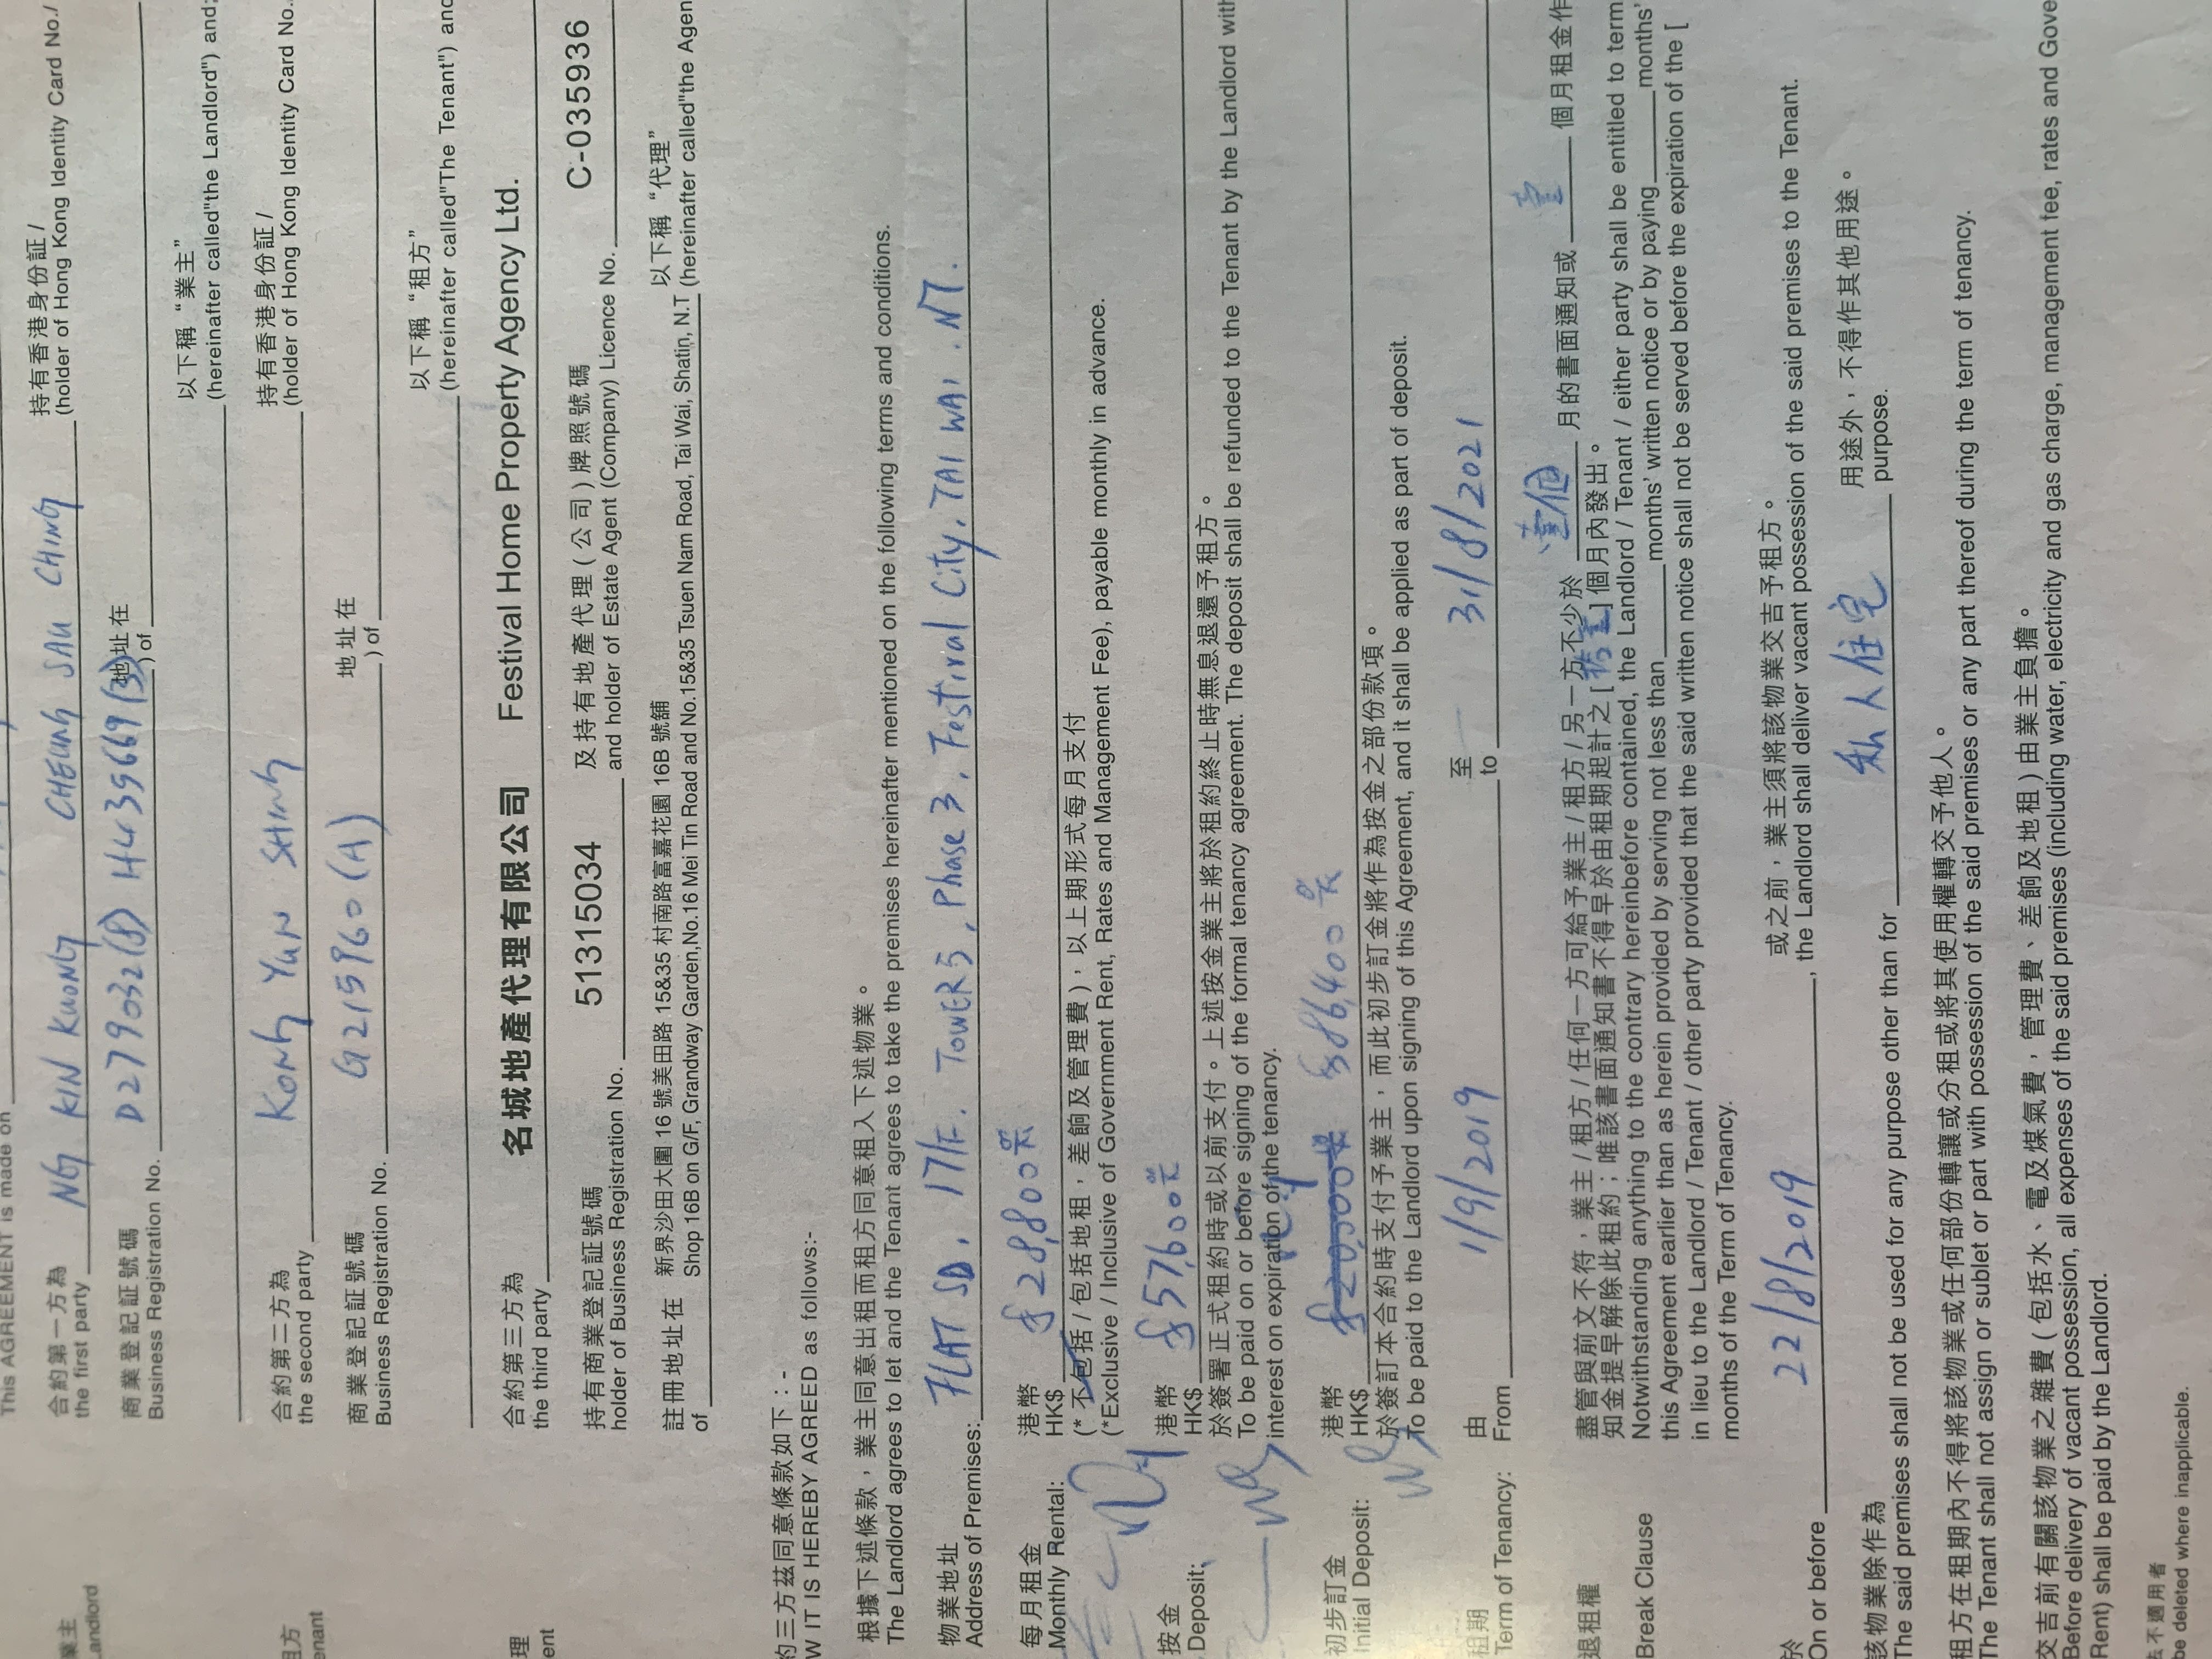 This AGREEMENT is made on
業主
Landlord
合約第一方為
the first party
NG KIN KWONG CHEUNG SAU CHING
持有香港身份証 /
(holder of Hong Kong Identity Card No./
商業登記証號碼
Business Registration No.
D279032(8) H439669(3)
地址在
) of
以下稱 “業主”
(hereinafter called"the Landlord") and;
租方
enant
合約第二方為
the second party
KONG YUN SHING
持有香港身份証 /
(holder of Hong Kong Identity Card No.
商業登記証號碼
Business Registration No.
G215960(A)
地址在
) of
以下稱 “租方”
(hereinafter called"The Tenant") and
理
ent
合約第三方為
the third party
名城地產代理有限公司 Festival Home Property Agency Ltd.
持有商業登記証號碼
holder of Business Registration No.
51315034
及持有地產代理(公司)牌照號碼
and holder of Estate Agent (Company) Licence No.
C-035936
註冊地址在 新界沙田大圍 16 號美田路 15&35 村南路富嘉花園 16B 號舖
of Shop 16B on G/F, Grandway Garden,No.16 Mei Tin Road and No.15&35 Tsuen Nam Road, Tai Wai, Shatin, N.T
以下稱 “代理”
(hereinafter called"the Agen
約三方茲同意條款如下：-
W IT IS HEREBY AGREED as follows:-
根據下述條款，業主同意出租而租方同意租入下述物業。
The Landlord agrees to let and the Tenant agrees to take the premises hereinafter mentioned on the following terms and conditions.
物業地址
Address of Premises:
FLAT SD, 17/F. TOWER5, Phase 3, Festival City, TAI WAI . NT.
每月租金
Monthly Rental:
港幣
HK$
$28,800元
(* 不包括 / 包括地租，差餉及管理費)，以上期形式每月支付
(*Exclusive / Inclusive of Government Rent, Rates and Management Fee), payable monthly in advance.
按金
Deposit:
港幣
HK$
$57,600元
於簽署正式租約時或以前支付。上述按金業主將於租約終止時無息退還予租方。
To be paid on or before signing of the formal tenancy agreement. The deposit shall be refunded to the Tenant by the Landlord with
interest on expiration of the tenancy.
初步訂金
Initial Deposit:
港幣
HK$
$86,400元
於簽訂本合約時支付予業主，而此初步訂金將作為按金之部份款項。
To be paid to the Landlord upon signing of this Agreement, and it shall be applied as part of deposit.
租期
Term of Tenancy:
由
From
1/9/2019
至
to
31/8/2021
退租權
Break Clause
盡管與前文不符，業主 / 租方 / 任何一方可給予業主 / 租方 / 另一方不少於 壹個 月的書面通知或 壹 個月租金作
知金提早解除此租約；唯該書面通知書不得早於由租期起計之 [ ] 個月內發出。
Notwithstanding anything to the contrary hereinbefore contained, the Landlord / Tenant / either party shall be entitled to term
this Agreement earlier than as herein provided by serving not less than months' written notice or by paying months'
in lieu to the Landlord / Tenant / other party provided that the said written notice shall not be served before the expiration of the [
months of the Term of Tenancy.
於
On or before
22/8/2019
或之前，業主須將該物業交吉予租方。
, the Landlord shall deliver vacant possession of the said premises to the Tenant.
該物業除作為
The said premises shall not be used for any purpose other than for
私人住宅
用途外，不得作其他用途。
purpose.
租方在租期內不得將該物業或任何部份轉讓或分租或將其使用權轉交予他人。
The Tenant shall not assign or sublet or part with possession of the said premises or any part thereof during the term of tenancy.
交吉前有關該物業之雜費(包括水、電及煤氣費，管理費、差餉及地租)由業主負擔。
Before delivery of vacant possession, all expenses of the said premises (including water, electricity and gas charge, management fee, rates and Gove
Rent) shall be paid by the Landlord.
去不適用者
be deleted where inapplicable.